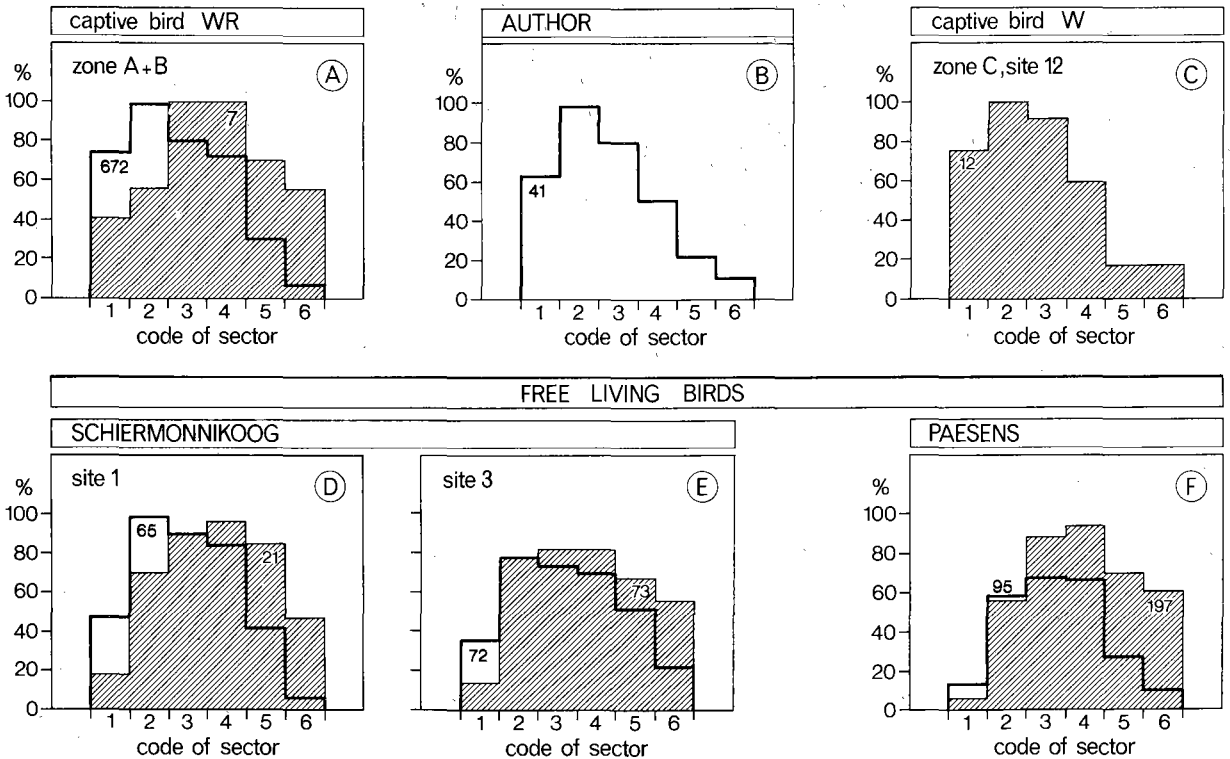 captive bird WR
zone A+B
A
%
100
80
60
40
20
0
672
7
1 2 3 4 5 6
code of sector
AUTHOR
B
%
100
80
60
40
20
0
41
1 2 3 4 5 6
code of sector
captive bird W
zone C, site 12
C
%
100
80
60
40
20
0
12
1 2 3 4 5 6
code of sector
FREE LIVING BIRDS
SCHIERMONNIKOOG
site 1
D
%
100
80
60
40
20
0
65
21
1 2 3 4 5 6
code of sector
site 3
E
72
73
1 2 3 4 5 6
code of sector
PAESENS
F
%
100
80
60
40
20
0
95
197
1 2 3 4 5 6
code of sector